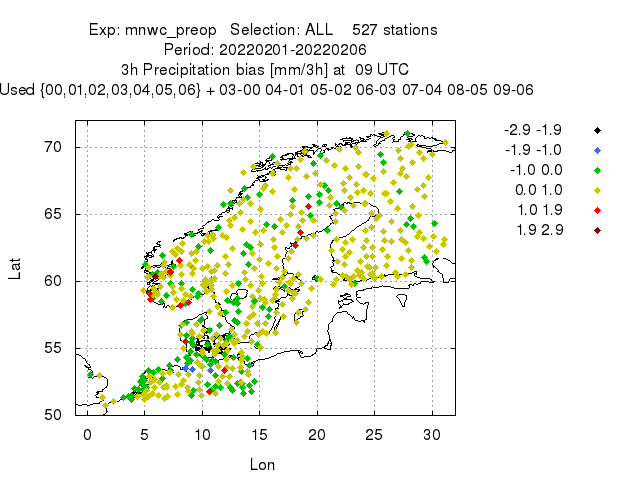 Exp: mnwc_preop   Selection: ALL    527 stations
Period: 20220201-20220206
3h Precipitation bias [mm/3h] at  09 UTC
Used {00,01,02,03,04,05,06} + 03-00 04-01 05-02 06-03 07-04 08-05 09-06
-2.9 -1.9
-1.9 -1.0
-1.0 0.0
0.0 1.0
1.0 1.9
1.9 2.9
70
65
60
55
50
Lat
0 5 10 15 20 25 30
Lon